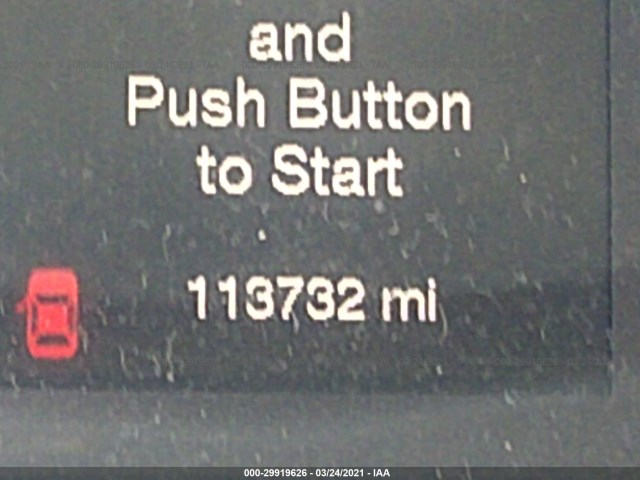 and
Push Button
to Start
113732 mi
000-29919626 - 03/24/2021 - IAA